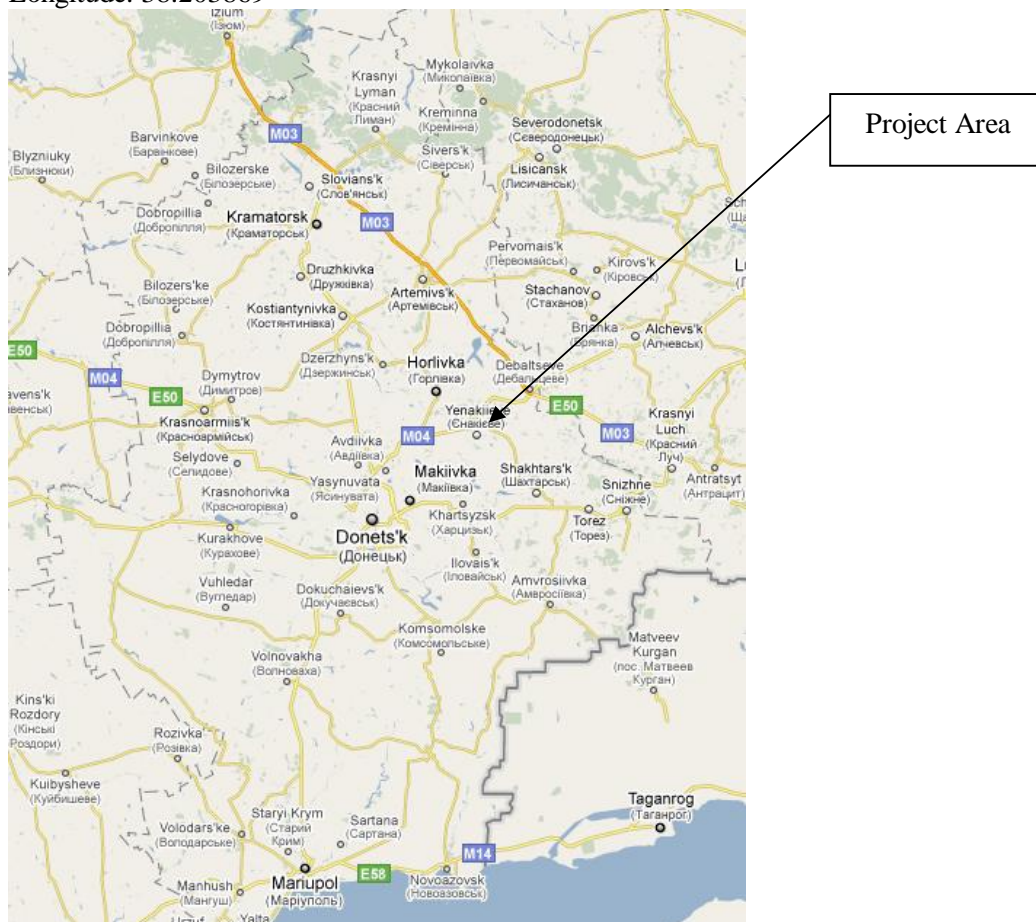 Izium
(Ізюм)
Mykolaivka
(Миколаївка)
Krasnyi
Lyman
(Красний
Лиман)
Kreminna
(Кремінна)
Severodonetsk
(Северодонецьк)
Project Area
M03
Barvinkove
(Барвінкове)
Blyzniuky
(Близнюки)
Bilozerske
(Білозерське)
Slovians'k
(Слов'янськ)
Sivers'k
(Сіверськ)
Lisicansk
(Лисичанськ)
Dobropillia
(Добропілля)
Kramatorsk
(Краматорськ)
M03
Pervomais'k
(Первомайськ)
Kirovs'k
(Кіровськ)
Druzhkivka
(Дружківка)
Bilozers'ke
(Білозерське)
Artemivs'k
(Артемівськ)
Stachanov
(Стаханов)
Kostiantynivka
(Костянтинівка)
Brianka
(Брянка)
Alchevs'k
(Алчевськ)
Dobropillia
(Добропілля)
E50
Dzerzhyns'k
(Дзержинськ)
Horlivka
(Горлівка)
Debaltseve
(Дебальцеве)
M04
E50
Dymytrov
(Димитров)
Yenakiieve
(Єнакієве)
E50
Krasnoarmiis'k
(Красноармійськ)
Avdiivka
(Авдіївка)
M04
M03
Krasnyi
Luch
(Красний
Луч)
Selydove
(Селидове)
Yasynuvata
(Ясинувата)
Makiivka
(Макіївка)
Shakhtars'k
(Шахтарськ)
Snizhne
(Сніжне)
Antratsyt
(Антрацит)
Krasnohorivka
(Красногорівка)
Khartsyzsk
(Харцизьк)
Torez
(Торез)
Kurakhove
(Курахове)
Donets'k
(Донецьк)
Ilovais'k
(Іловайськ)
Vuhledar
(Вугледар)
Dokuchaievs'k
(Докучаєвськ)
Amvrosiivka
(Амвросіївка)
Komsomolske
(Комсомольське)
Matveev
Kurgan
(пос. Матвеев
Курган)
Volnovakha
(Волноваха)
Kins'ki
Rozdory
(Кінські
Роздори)
Rozivka
(Розівка)
Kuibysheve
(Куйбишеве)
Taganrog
(Таганрог)
Volodars'ke
(Володарське)
Staryi Krym
(Старий
Крим)
Sartana
(Сартана)
M14
Manhush
(Мангуш)
Mariupol
(Маріуполь)
E58
Novoazovsk
(Новоазовськ)
Yalta